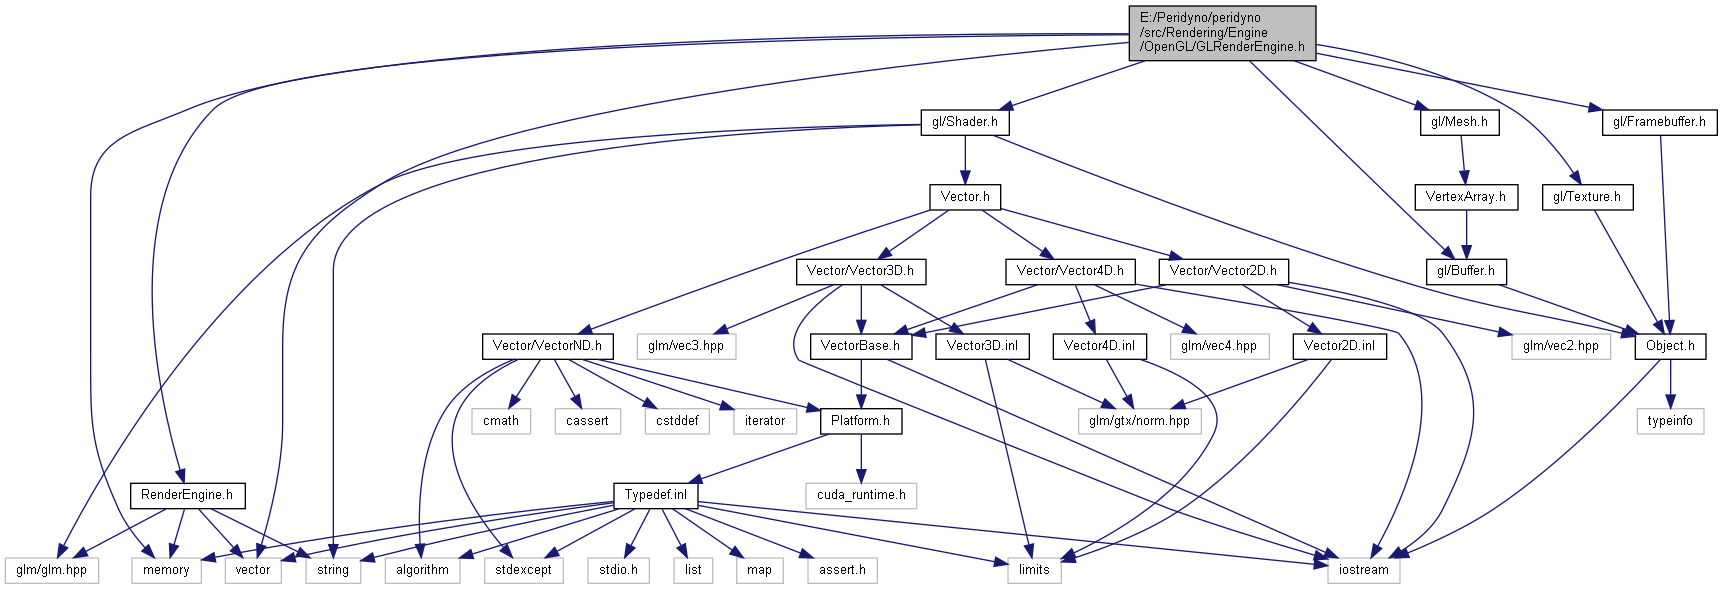 E:/Peridyno/peridyno
/src/Rendering/Engine
/OpenGL/GLRenderEngine.h
gl/Shader.h
gl/Mesh.h
gl/Framebuffer.h
Vector.h
VertexArray.h
gl/Texture.h
Vector/Vector3D.h
Vector/Vector4D.h
Vector/Vector2D.h
gl/Buffer.h
Vector/VectorND.h
glm/vec3.hpp
VectorBase.h
Vector3D.inl
Vector4D.inl
glm/vec4.hpp
Vector2D.inl
glm/vec2.hpp
Object.h
cmath
cassert
cstddef
iterator
Platform.h
glm/gtx/norm.hpp
typeinfo
RenderEngine.h
Typedef.inl
cuda_runtime.h
glm/glm.hpp
memory
vector
string
algorithm
stdexcept
stdio.h
list
map
assert.h
limits
iostream